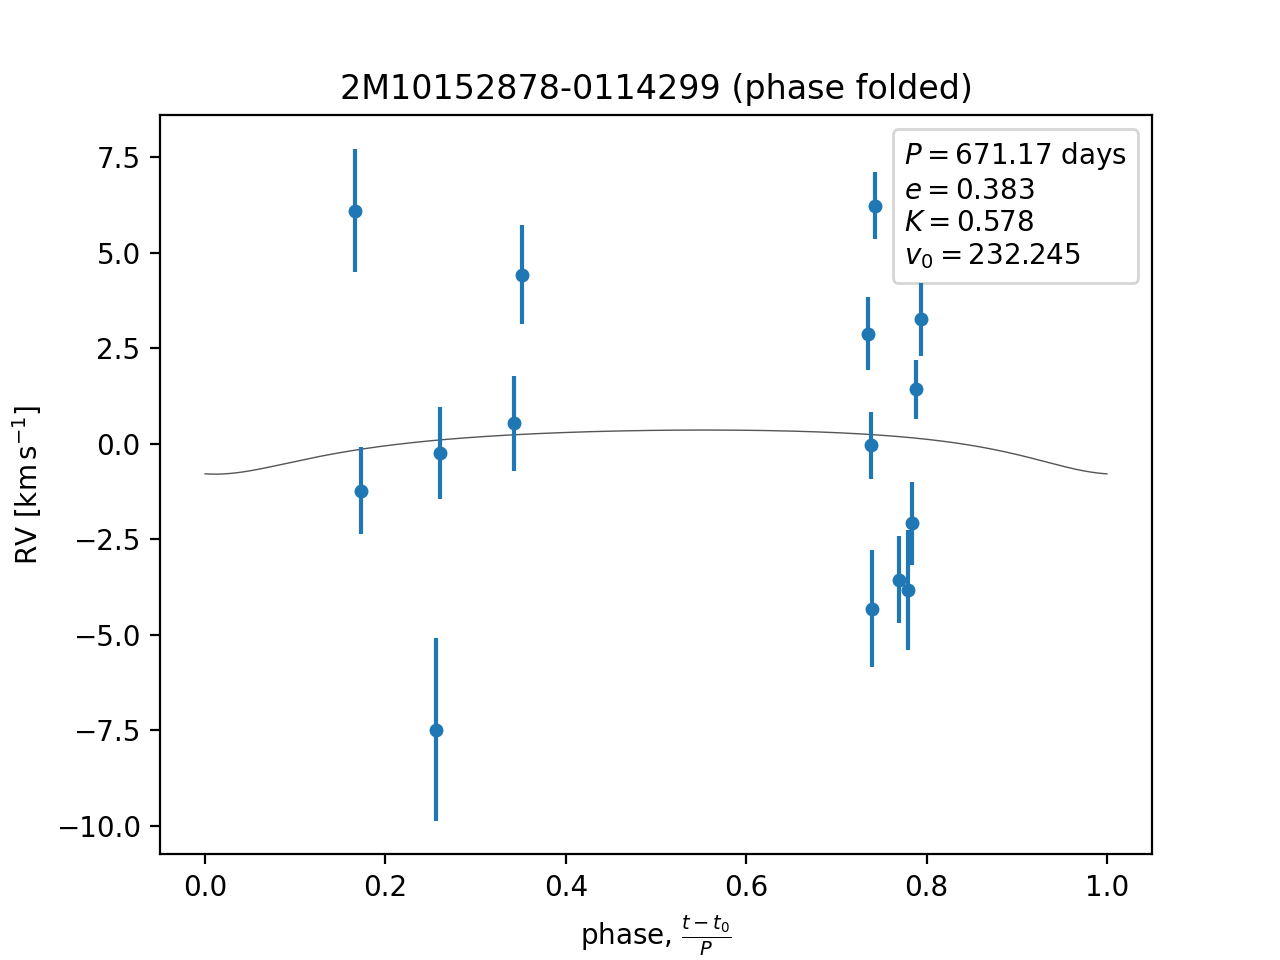 2M10152878-0114299 (phase folded)
P = 671.17 days
e = 0.383
K = 0.578
v₀ = 232.245
7.5
5.0
2.5
0.0
−2.5
−5.0
−7.5
−10.0
RV [km s⁻¹]
0.0 0.2 0.4 0.6 0.8 1.0
phase, (t − t₀)/P